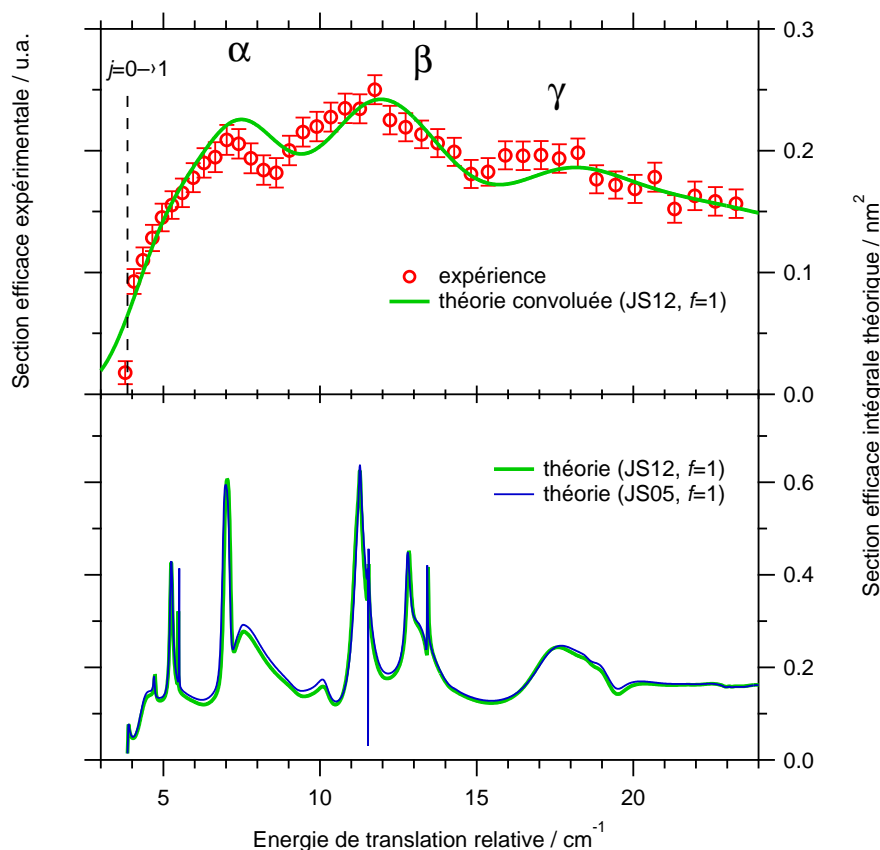 α
β
γ
j=0–›1
0.3
0.2
0.1
0.0
expérience
théorie convoluée (JS12, f=1)
Section efficace expérimentale / u.a.
Section efficace intégrale théorique / nm2
théorie (JS12, f=1)
théorie (JS05, f=1)
0.6
0.4
0.2
0.0
5
10
15
20
Energie de translation relative / cm-1